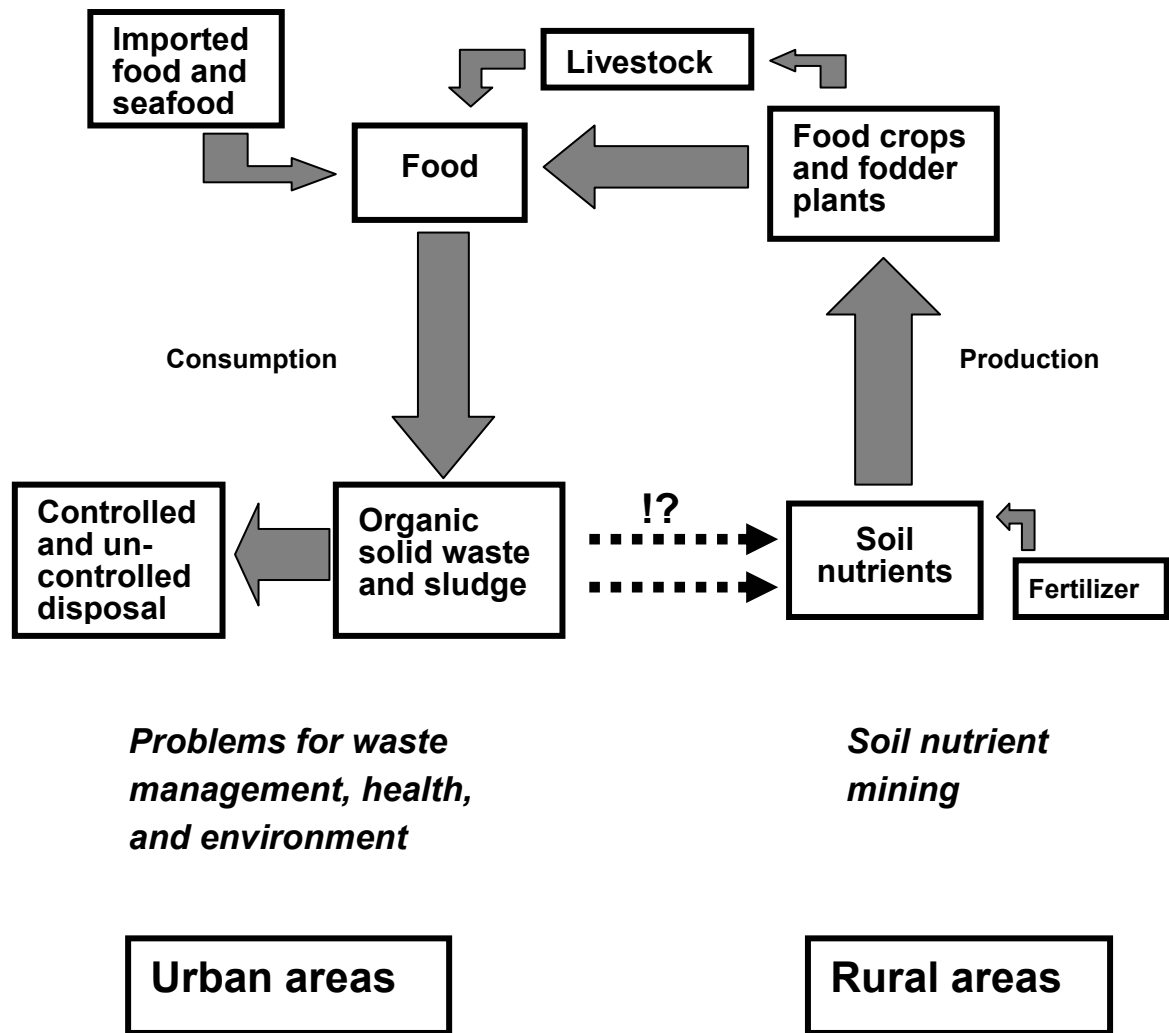 Imported
food and
seafood
Livestock
Food
Food crops
and fodder
plants
Consumption
Production
Controlled
and un-
controlled
disposal
Organic
solid waste
and sludge
!?
Soil
nutrients
Fertilizer
Problems for waste
management, health,
and environment
Soil nutrient
mining
Urban areas
Rural areas